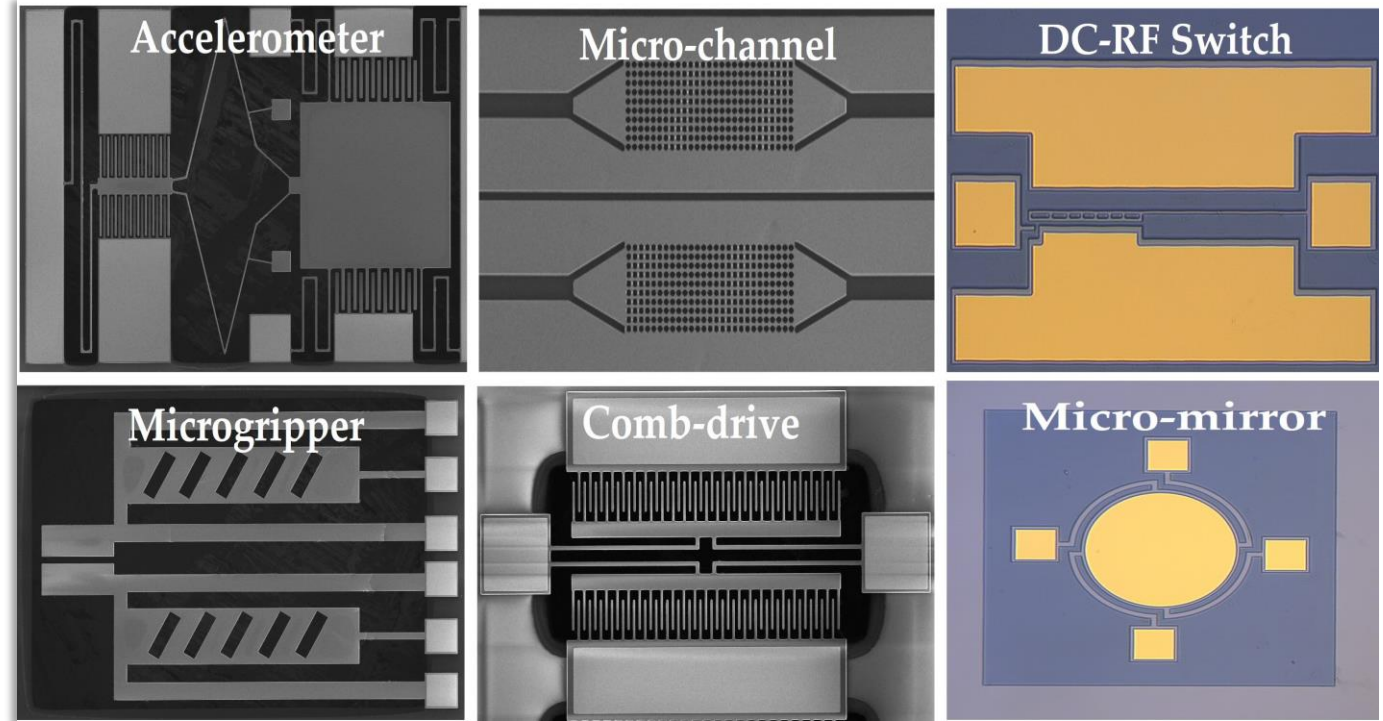 Accelerometer
Micro-channel
DC-RF Switch
Microgripper
Comb-drive
Micro-mirror